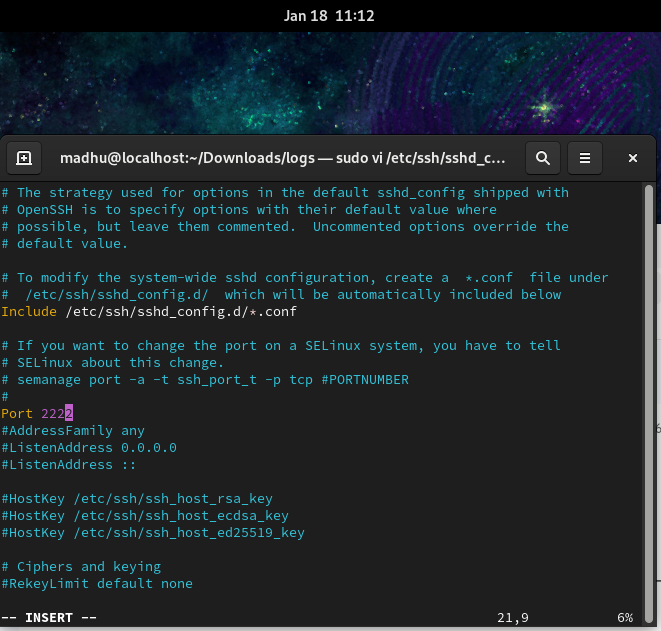 Jan 18 11:12
madhu@localhost:~/Downloads/logs — sudo vi /etc/ssh/sshd_c...
# The strategy used for options in the default sshd_config shipped with
# OpenSSH is to specify options with their default value where
# possible, but leave them commented.  Uncommented options override the
# default value.
# To modify the system-wide sshd configuration, create a  *.conf  file under
#  /etc/ssh/sshd_config.d/  which will be automatically included below
Include /etc/ssh/sshd_config.d/*.conf
# If you want to change the port on a SELinux system, you have to tell
# SELinux about this change.
# semanage port -a -t ssh_port_t -p tcp #PORTNUMBER
#
Port 2222
#AddressFamily any
#ListenAddress 0.0.0.0
#ListenAddress ::
#HostKey /etc/ssh/ssh_host_rsa_key
#HostKey /etc/ssh/ssh_host_ecdsa_key
#HostKey /etc/ssh/ssh_host_ed25519_key
# Ciphers and keying
#RekeyLimit default none
-- INSERT -- 21,9 6%